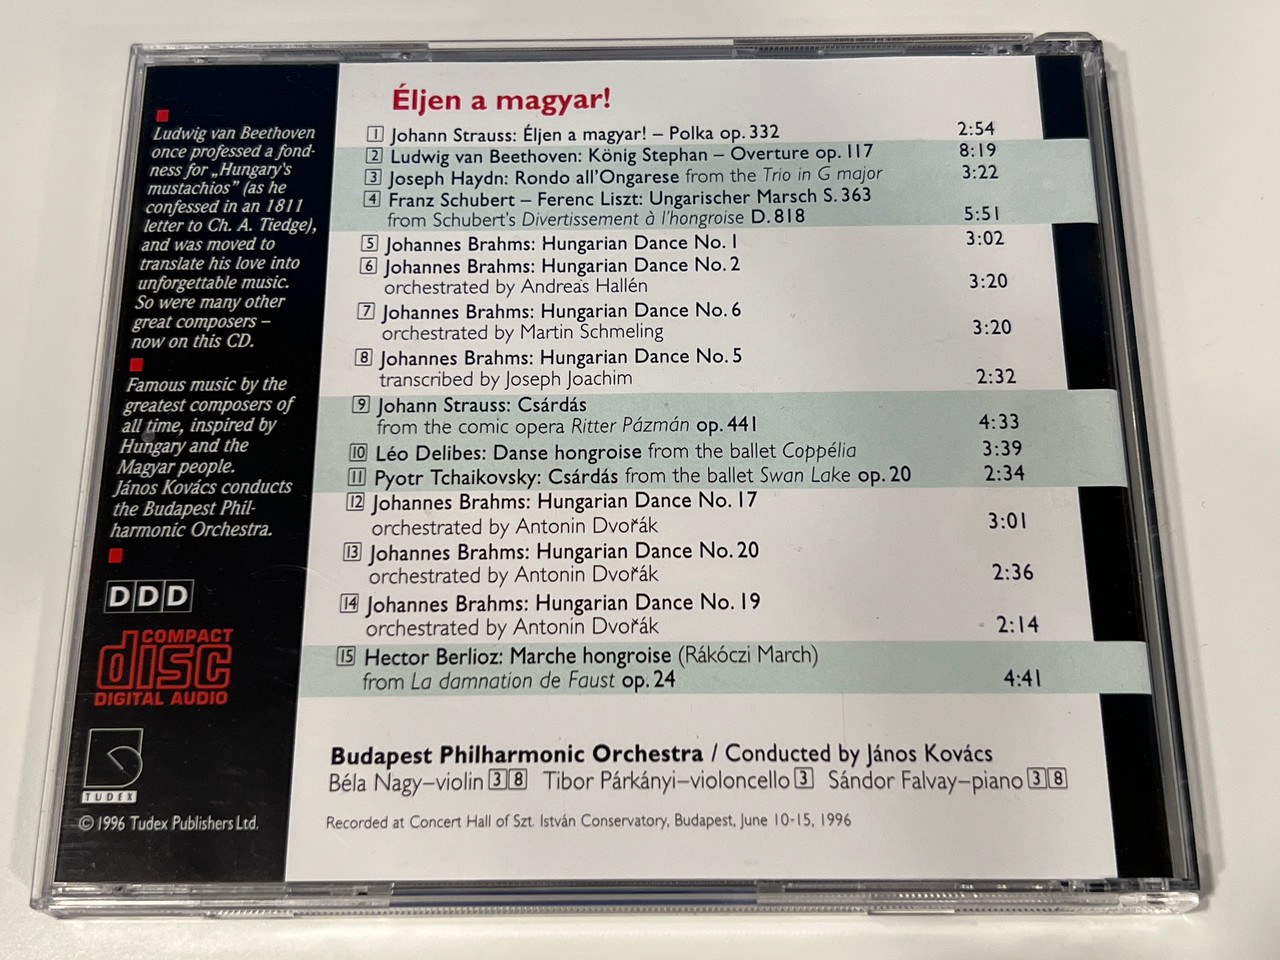 Ludwig van Beethoven
once professed a fond-
ness for „Hungary's
mustachios” (as he
confessed in an 1811
letter to Ch. A. Tiedge),
and was moved to
translate his love into
unforgettable music.
So were many other
great composers –
now on this CD.
Famous music by the
greatest composers of
all time, inspired by
Hungary and the
Magyar people.
János Kovács conducts
the Budapest Phil-
harmonic Orchestra.
DDD
COMPACT
disc
DIGITAL AUDIO
TUDEX
© 1996 Tudex Publishers Ltd.
Éljen a magyar!
1 Johann Strauss: Éljen a magyar! – Polka op. 332 2:54
2 Ludwig van Beethoven: König Stephan – Overture op. 117 8:19
3 Joseph Haydn: Rondo all'Ongarese from the Trio in G major 3:22
4 Franz Schubert – Ferenc Liszt: Ungarischer Marsch S. 363
from Schubert's Divertissement à l'hongroise D. 818 5:51
5 Johannes Brahms: Hungarian Dance No. 1 3:02
6 Johannes Brahms: Hungarian Dance No. 2
orchestrated by Andreas Hallén 3:20
7 Johannes Brahms: Hungarian Dance No. 6
orchestrated by Martin Schmeling 3:20
8 Johannes Brahms: Hungarian Dance No. 5
transcribed by Joseph Joachim 2:32
9 Johann Strauss: Csárdás
from the comic opera Ritter Pázmán op. 441 4:33
10 Léo Delibes: Danse hongroise from the ballet Coppélia 3:39
11 Pyotr Tchaikovsky: Csárdás from the ballet Swan Lake op. 20 2:34
12 Johannes Brahms: Hungarian Dance No. 17
orchestrated by Antonin Dvořák 3:01
13 Johannes Brahms: Hungarian Dance No. 20
orchestrated by Antonin Dvořák 2:36
14 Johannes Brahms: Hungarian Dance No. 19
orchestrated by Antonin Dvořák 2:14
15 Hector Berlioz: Marche hongroise (Rákóczi March)
from La damnation de Faust op. 24 4:41
Budapest Philharmonic Orchestra / Conducted by János Kovács
Béla Nagy–violin 3 8 Tibor Párkányi–violoncello 3 Sándor Falvay–piano 3 8
Recorded at Concert Hall of Szt. István Conservatory, Budapest, June 10-15, 1996